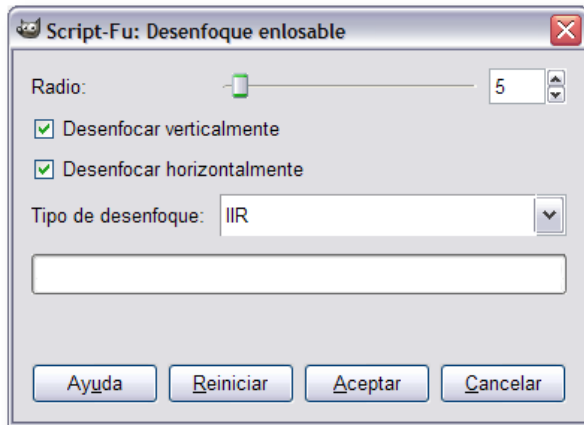 Script-Fu: Desenfoque enlosable
Radio: 5
Desenfocar verticalmente
Desenfocar horizontalmente
Tipo de desenfoque: IIR
Ayuda Reiniciar Aceptar Cancelar